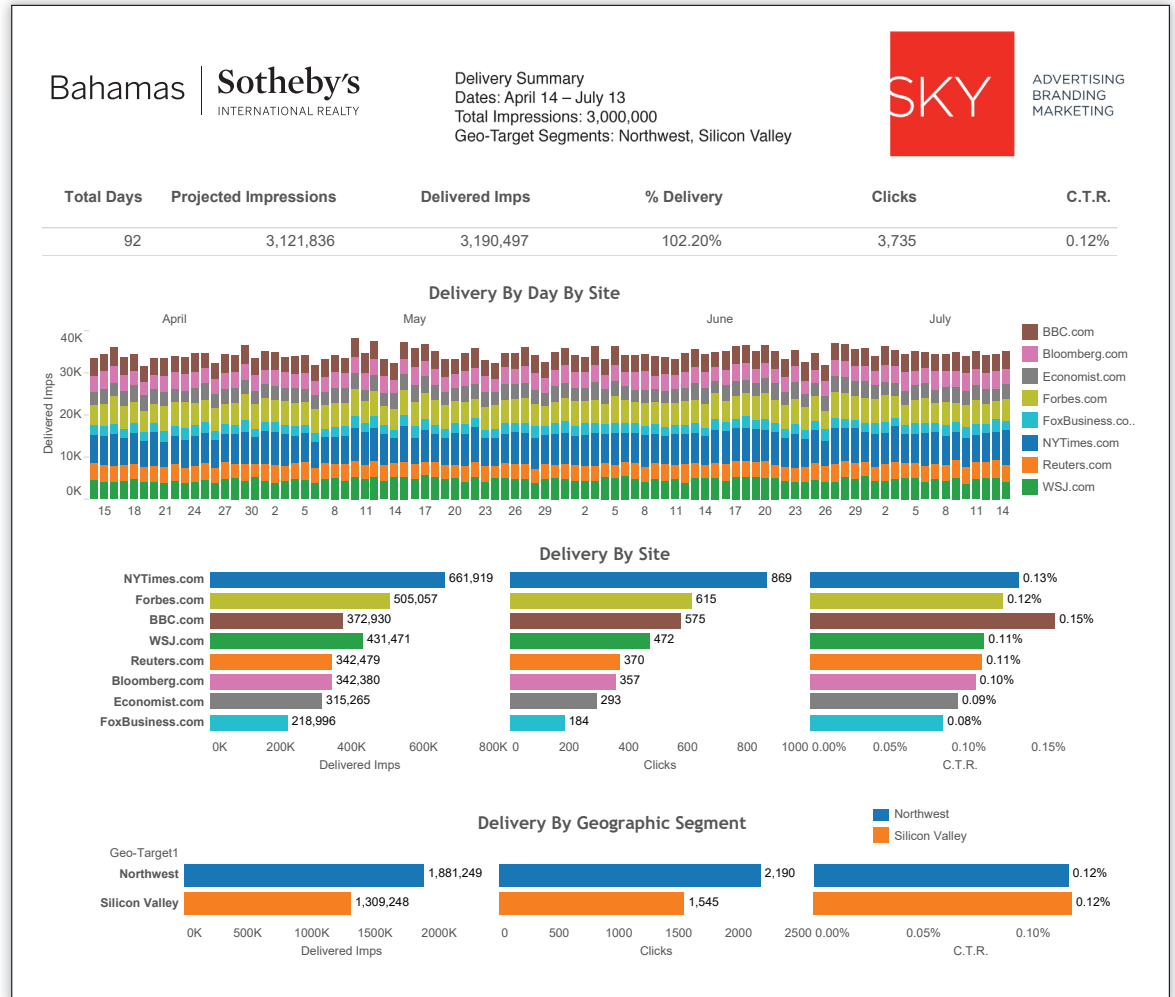 Bahamas
Sotheby's
INTERNATIONAL REALTY
Delivery Summary
Dates: April 14 – July 13
Total Impressions: 3,000,000
Geo-Target Segments: Northwest, Silicon Valley
SKY
ADVERTISING
BRANDING
MARKETING
Total Days Projected Impressions Delivered Imps % Delivery Clicks C.T.R.
92 3,121,836 3,190,497 102.20% 3,735 0.12%
Delivery By Day By Site
April May June July
40K
30K
20K
10K
0K
Delivered Imps
15 18 21 24 27 30 2 5 8 11 14 17 20 23 26 29 2 5 8 11 14 17 20 23 26 29 2 5 8 11 14
BBC.com
Bloomberg.com
Economist.com
Forbes.com
FoxBusiness.co..
NYTimes.com
Reuters.com
WSJ.com
Delivery By Site
NYTimes.com 661,919 869 0.13%
Forbes.com 505,057 615 0.12%
BBC.com 372,930 575 0.15%
WSJ.com 431,471 472 0.11%
Reuters.com 342,479 370 0.11%
Bloomberg.com 342,380 357 0.10%
Economist.com 315,265 293 0.09%
FoxBusiness.com 218,996 184 0.08%
0K 200K 400K 600K 800K 0 200 400 600 800 1000 0.00% 0.05% 0.10% 0.15%
Delivered Imps Clicks C.T.R.
Delivery By Geographic Segment
Northwest
Silicon Valley
Geo-Target1
Northwest 1,881,249 2,190 0.12%
Silicon Valley 1,309,248 1,545 0.12%
0K 500K 1000K 1500K 2000K 0 500 1000 1500 2000 2500 0.00% 0.05% 0.10%
Delivered Imps Clicks C.T.R.